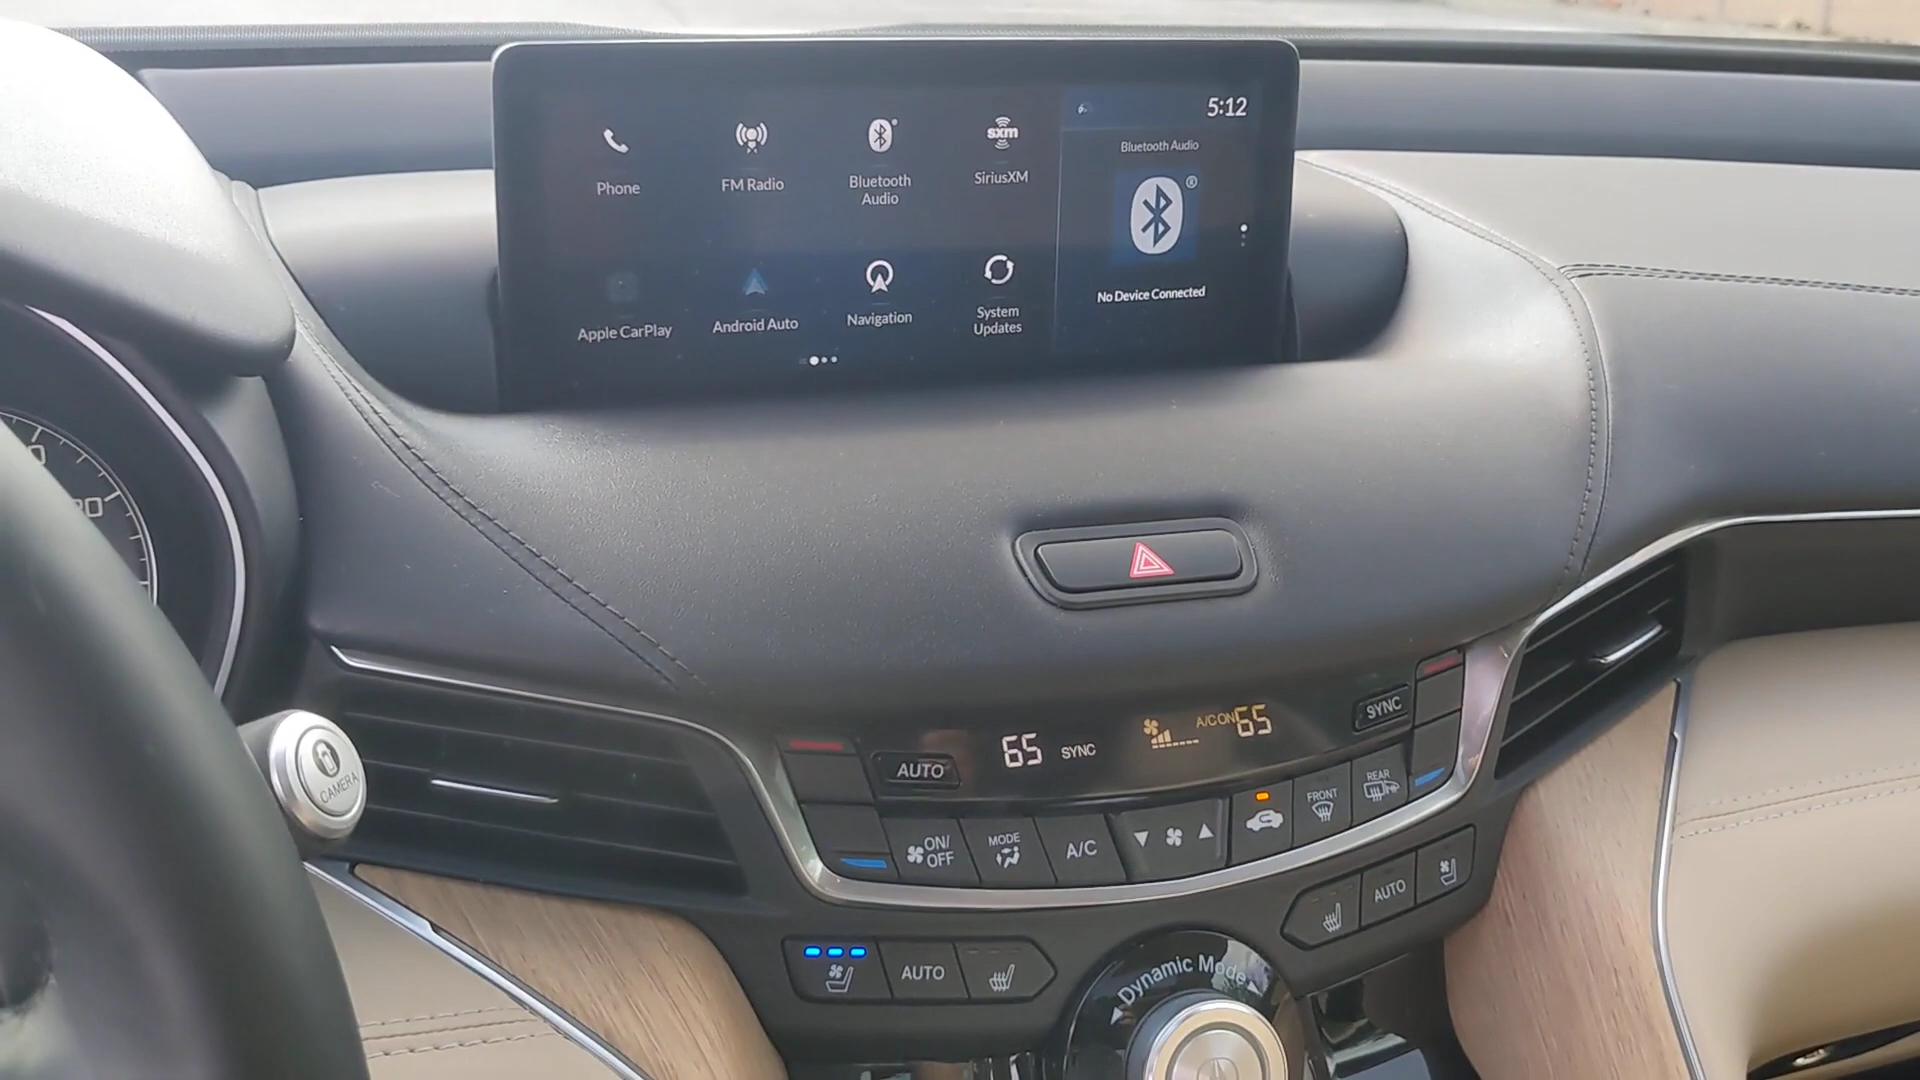 5:12
Phone
FM Radio
Bluetooth
Audio
sxm
SiriusXM
Bluetooth Audio
®
No Device Connected
Apple CarPlay
Android Auto
Navigation
System
Updates
CAMERA
AUTO
65
SYNC
A/C ON
65
SYNC
ON/
OFF
MODE
A/C
FRONT
REAR
AUTO
AUTO
Dynamic Mode